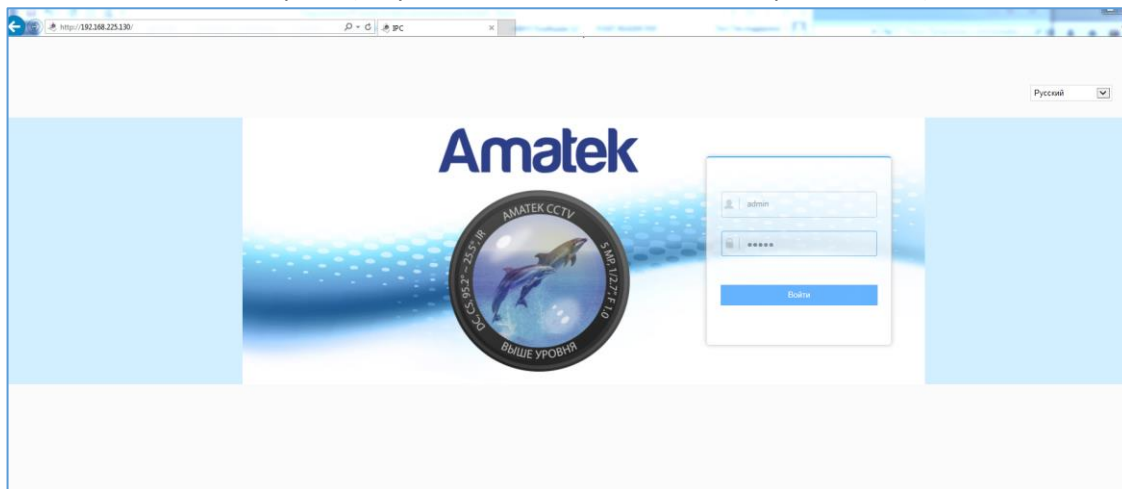 http://192.168.225.130/
IPC
Русский
Amatek
AMATEK CCTV
5 MP, 1/2.7", F 1.0
DC, CS, 95.2° ~ 25.5°, IR
ВЫШЕ УРОВНЯ
admin
•••••
Войти